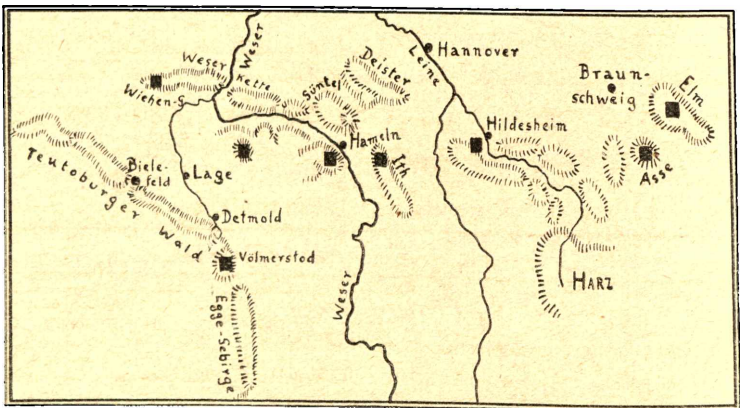 Weser
Leine
Hannover
Deister
Weser
kette
Süntel
Wiehen-G
Braun-
schweig
Elm
Hildesheim
Hameln
Ith
Asse
Teutoburger
Wald
Biele-
feld
Lage
Detmold
Völmerstod
HARZ
Weser
Egge-Gebirge